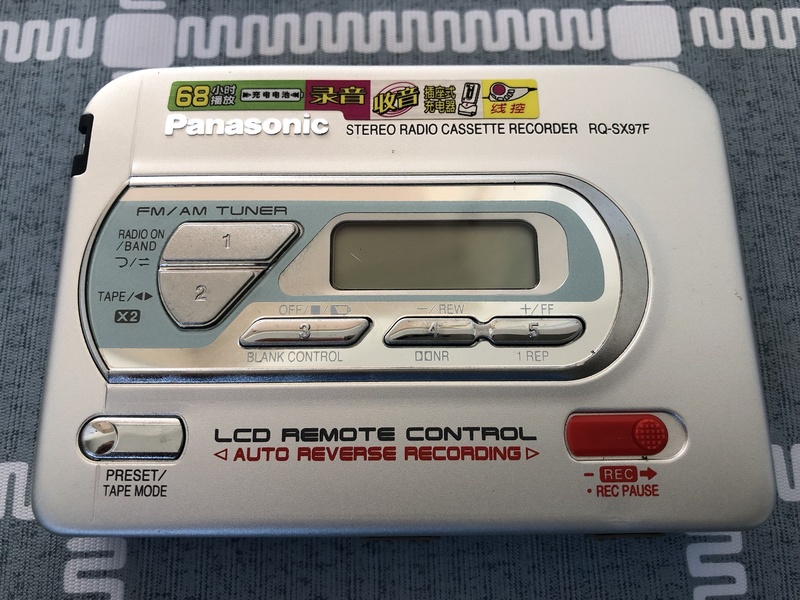 68 小时播放 充电电池 录音 收音 插座式充电器 线控
Panasonic STEREO RADIO CASSETTE RECORDER RQ-SX97F
FM/AM TUNER
RADIO ON
/BAND
1
TAPE/◄►
2
X2
OFF/■/
−/REW
+/FF
3
4
5
BLANK CONTROL
NR
1 REP
LCD REMOTE CONTROL
◁ AUTO REVERSE RECORDING ▷
PRESET/
TAPE MODE
− REC →
• REC PAUSE